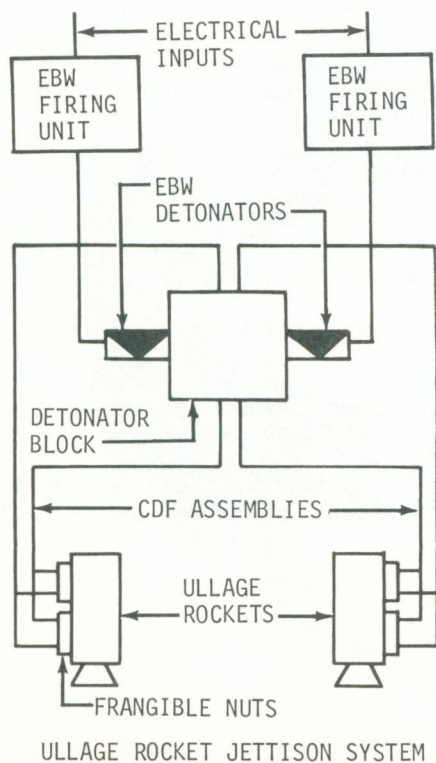 ELECTRICAL
INPUTS
EBW
FIRING
UNIT
EBW
FIRING
UNIT
EBW
DETONATORS
DETONATOR
BLOCK
CDF ASSEMBLIES
ULLAGE
ROCKETS
FRANGIBLE NUTS
ULLAGE ROCKET JETTISON SYSTEM